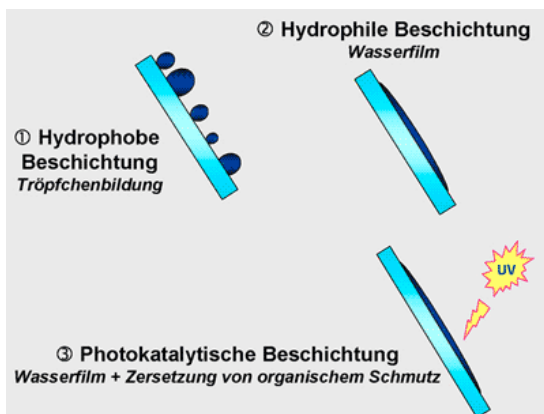 ① Hydrophobe
Beschichtung
Tröpfchenbildung
② Hydrophile Beschichtung
Wasserfilm
UV
③ Photokatalytische Beschichtung
Wasserfilm + Zersetzung von organischem Schmutz